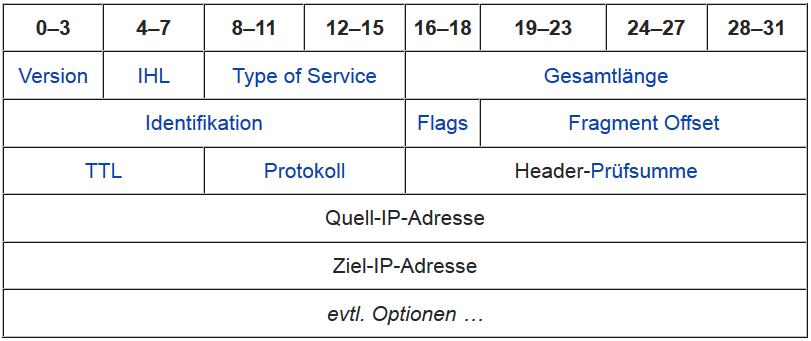 0–3 4–7 8–11 12–15 16–18 19–23 24–27 28–31
Version IHL Type of Service Gesamtlänge
Identifikation Flags Fragment Offset
TTL Protokoll Header-Prüfsumme
Quell-IP-Adresse
Ziel-IP-Adresse
evtl. Optionen …